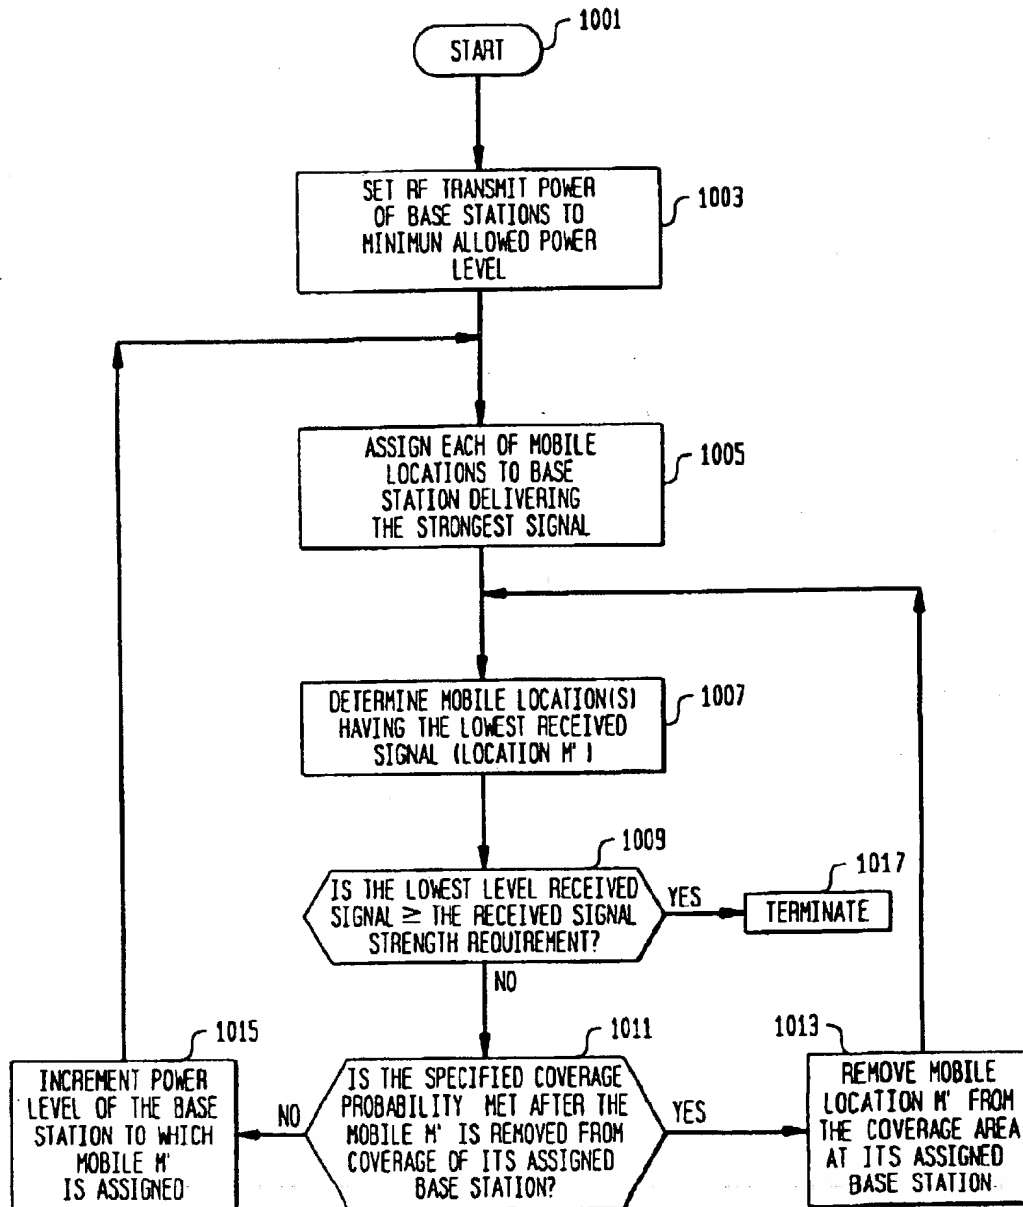 1001
START
SET RF TRANSMIT POWER
OF BASE STATIONS TO
MINIMUN ALLOWED POWER
LEVEL
1003
ASSIGN EACH OF MOBILE
LOCATIONS TO BASE
STATION DELIVERING
THE STRONGEST SIGNAL
1005
DETERMINE MOBILE LOCATION(S)
HAVING THE LOWEST RECEIVED
SIGNAL (LOCATION M')
1007
1009
IS THE LOWEST LEVEL RECEIVED
SIGNAL ≥ THE RECEIVED SIGNAL
STRENGTH REQUIREMENT?
YES
1017
TERMINATE
NO
1015
INCREMENT POWER
LEVEL OF THE BASE
STATION TO WHICH
MOBILE M'
IS ASSIGNED
NO
1011
IS THE SPECIFIED COVERAGE
PROBABILITY MET AFTER THE
MOBILE M' IS REMOVED FROM
COVERAGE OF ITS ASSIGNED
BASE STATION?
YES
1013
REMOVE MOBILE
LOCATION M' FROM
THE COVERAGE AREA
AT ITS ASSIGNED
BASE STATION